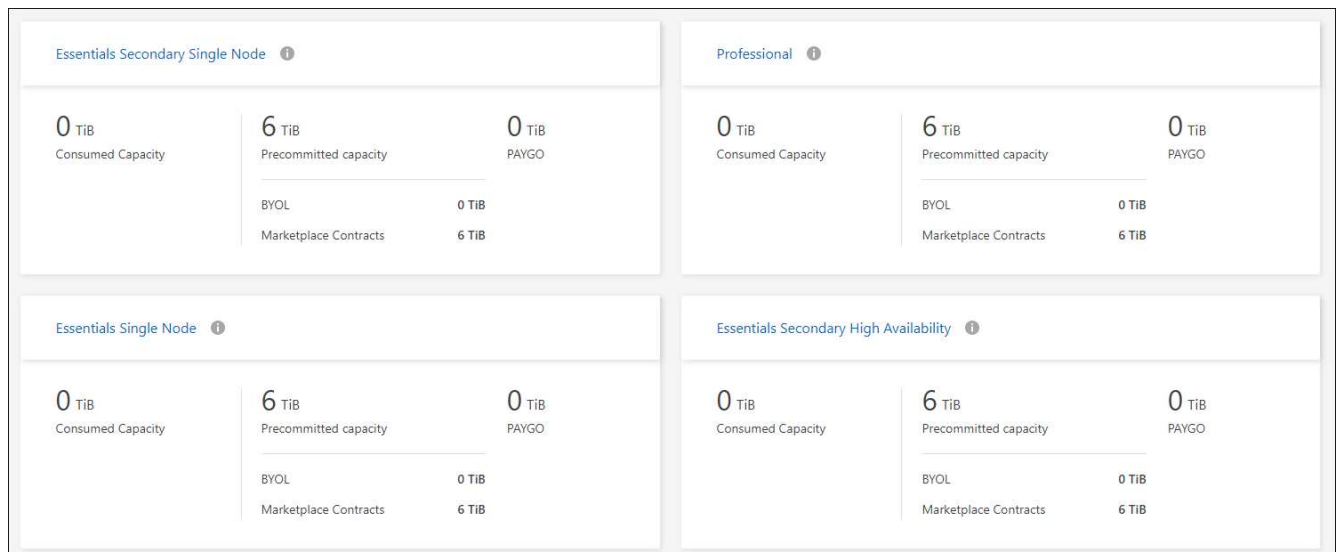 Essentials Secondary Single Node
0 TiB
Consumed Capacity
6 TiB
Precommitted capacity
0 TiB
PAYGO
BYOL 0 TiB
Marketplace Contracts 6 TiB
Professional
0 TiB
Consumed Capacity
6 TiB
Precommitted capacity
0 TiB
PAYGO
BYOL 0 TiB
Marketplace Contracts 6 TiB
Essentials Single Node
0 TiB
Consumed Capacity
6 TiB
Precommitted capacity
0 TiB
PAYGO
BYOL 0 TiB
Marketplace Contracts 6 TiB
Essentials Secondary High Availability
0 TiB
Consumed Capacity
6 TiB
Precommitted capacity
0 TiB
PAYGO
BYOL 0 TiB
Marketplace Contracts 6 TiB